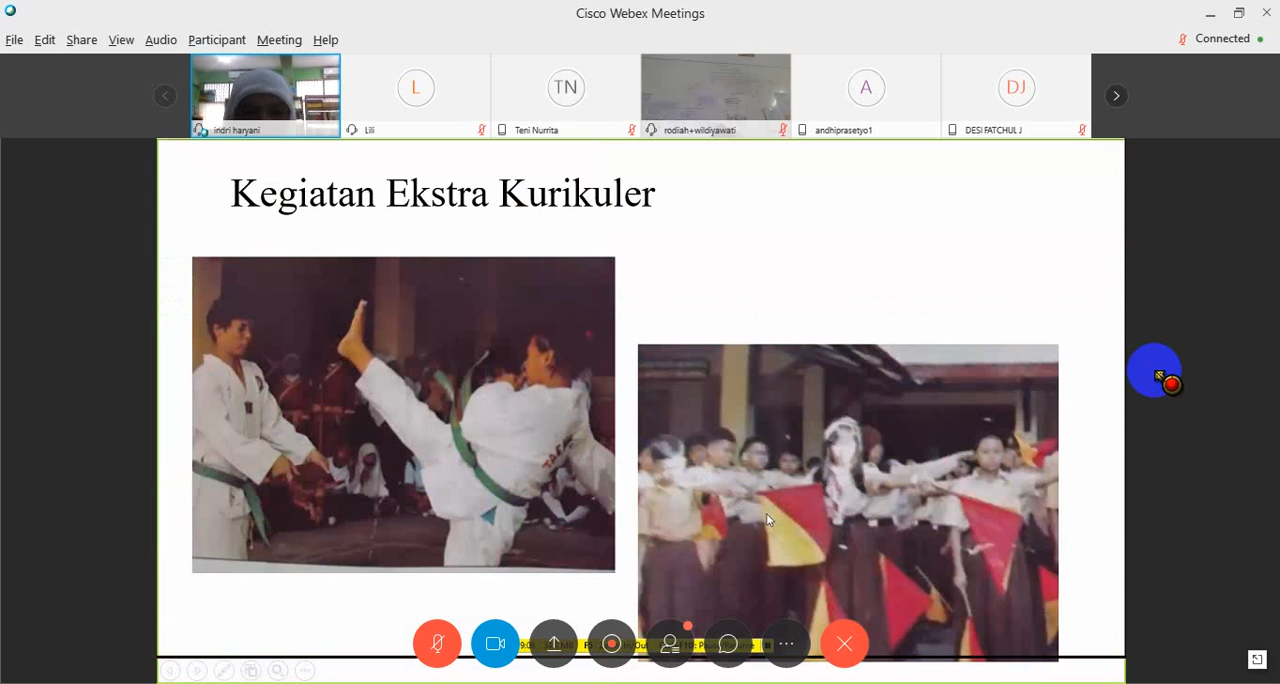 Cisco Webex Meetings
File Edit Share View Audio Participant Meeting Help
Connected
L
TN
A
DJ
indri haryani
Lili
Teni Nurrita
rodiah+wildiyawati
andhiprasetyo1
DESI FATCHUL J
Kegiatan Ekstra Kurikuler